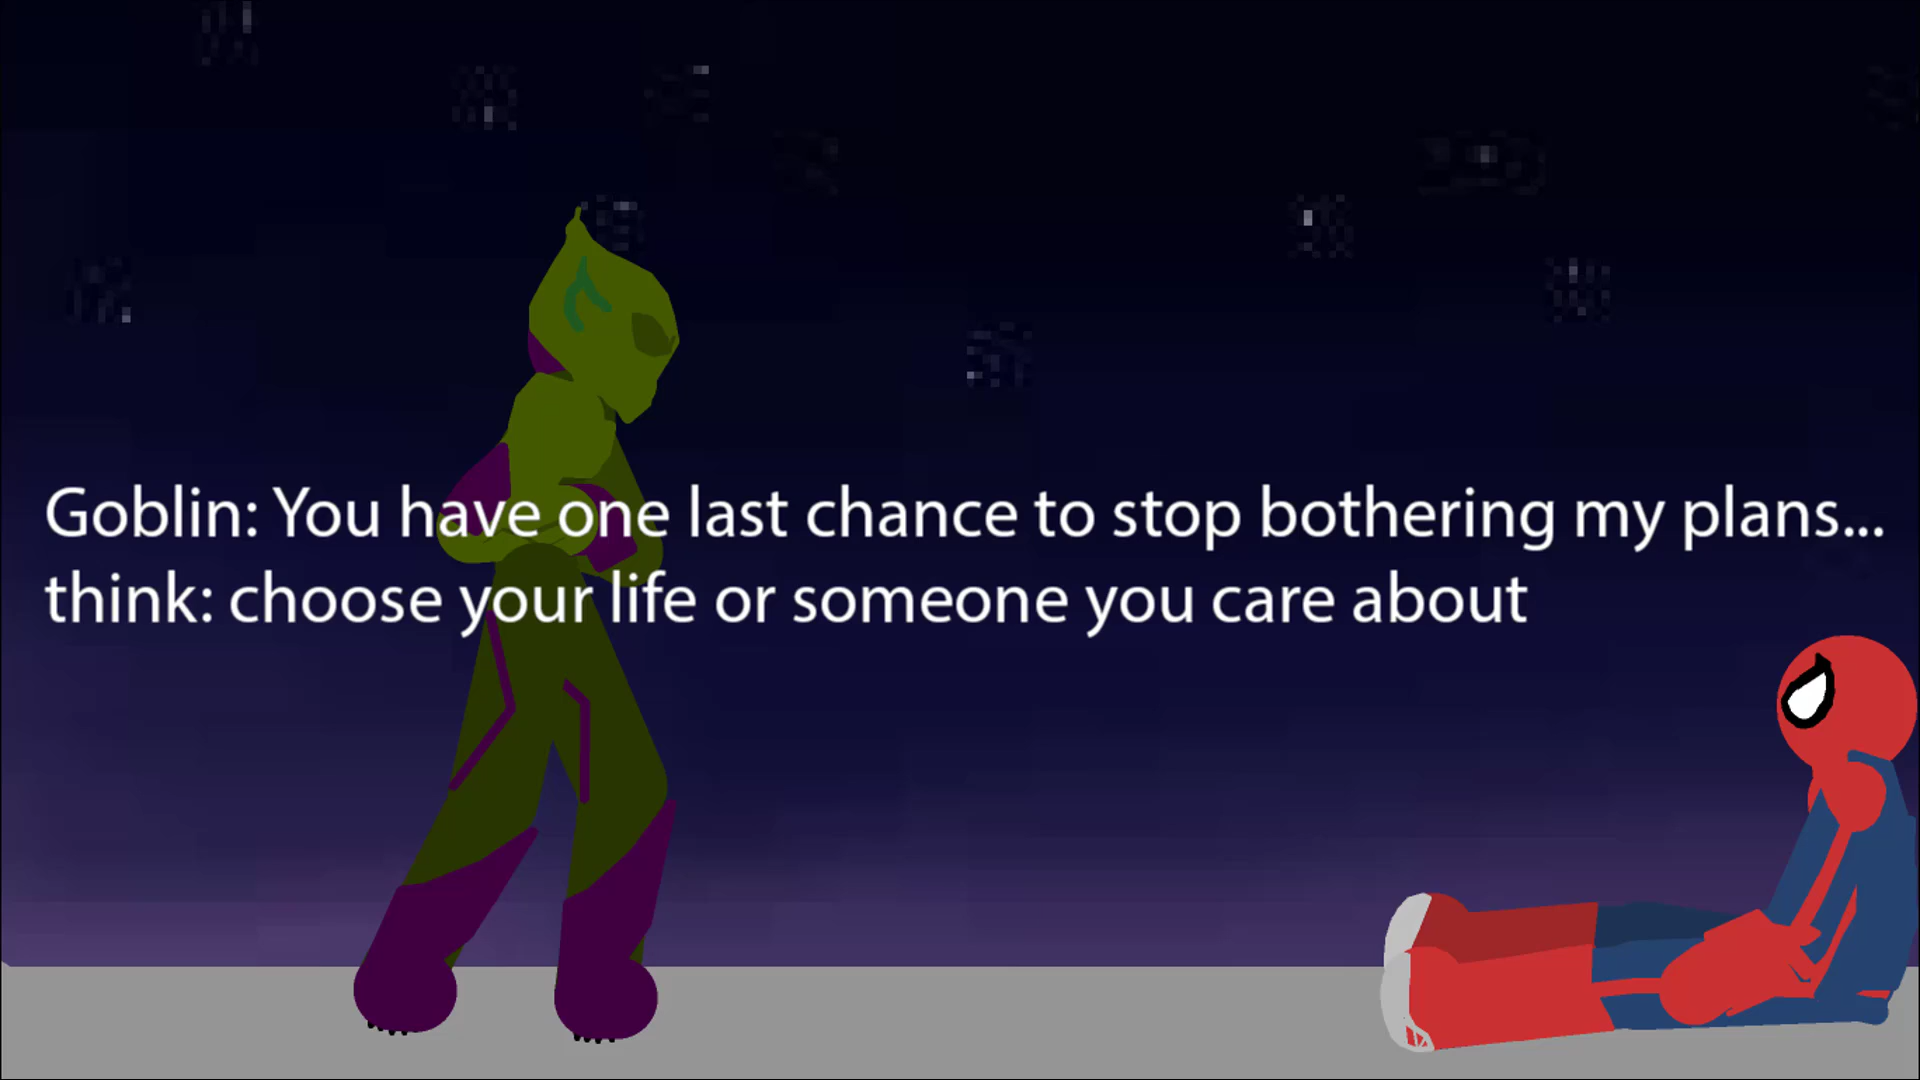 Goblin: You have one last chance to stop bothering my plans...
think: choose your life or someone you care about